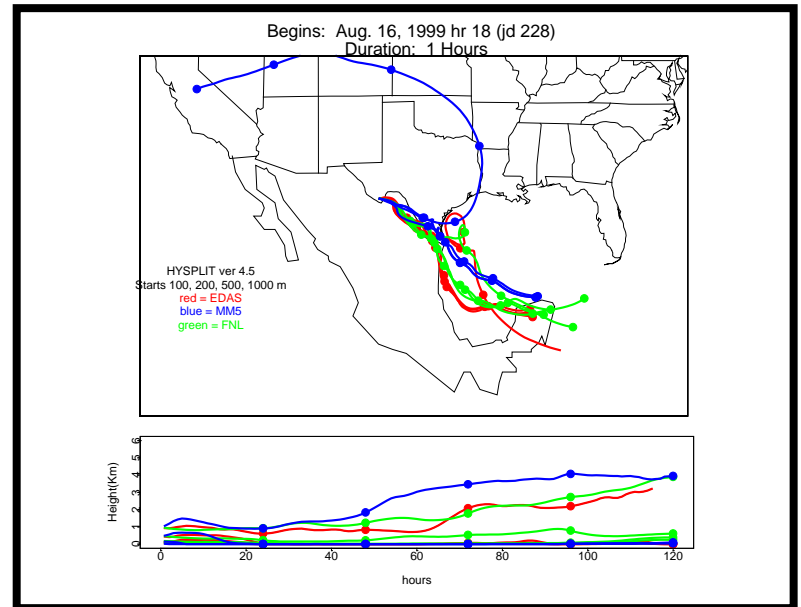 Begins:  Aug. 16, 1999 hr 18 (jd 228)
Duration:  1 Hours
HYSPLIT ver 4.5
Starts 100, 200, 500, 1000 m
red = EDAS
blue = MM5
green = FNL
Height(Km)
6
5
4
3
2
1
0
0 20 40 60 80 100 120
hours